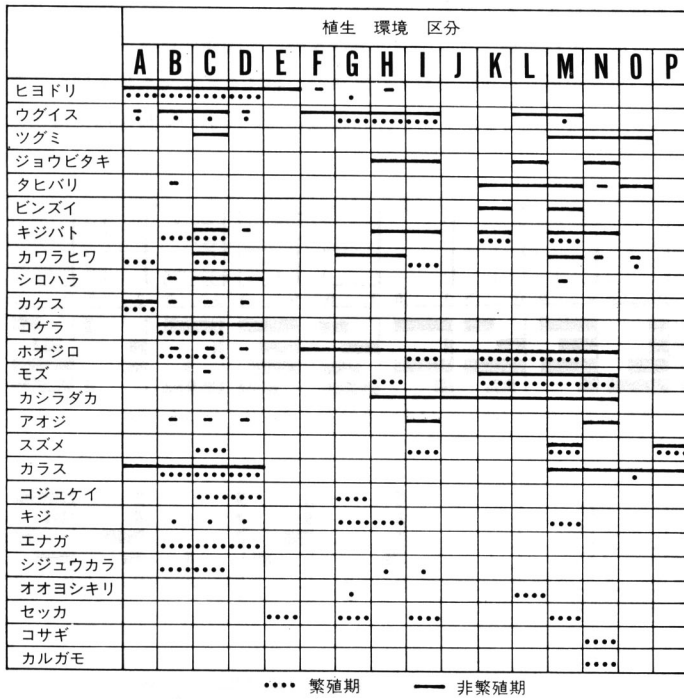 植生 環境 区分
A B C D E F G H I J K L M N O P
ヒヨドリ
ウグイス
ツグミ
ジョウビタキ
タヒバリ
ビンズイ
キジバト
カワラヒワ
シロハラ
カケス
コゲラ
ホオジロ
モズ
カシラダカ
アオジ
スズメ
カラス
コジュケイ
キジ
エナガ
シジュウカラ
オオヨシキリ
セッカ
コサギ
カルガモ
繁殖期 非繁殖期